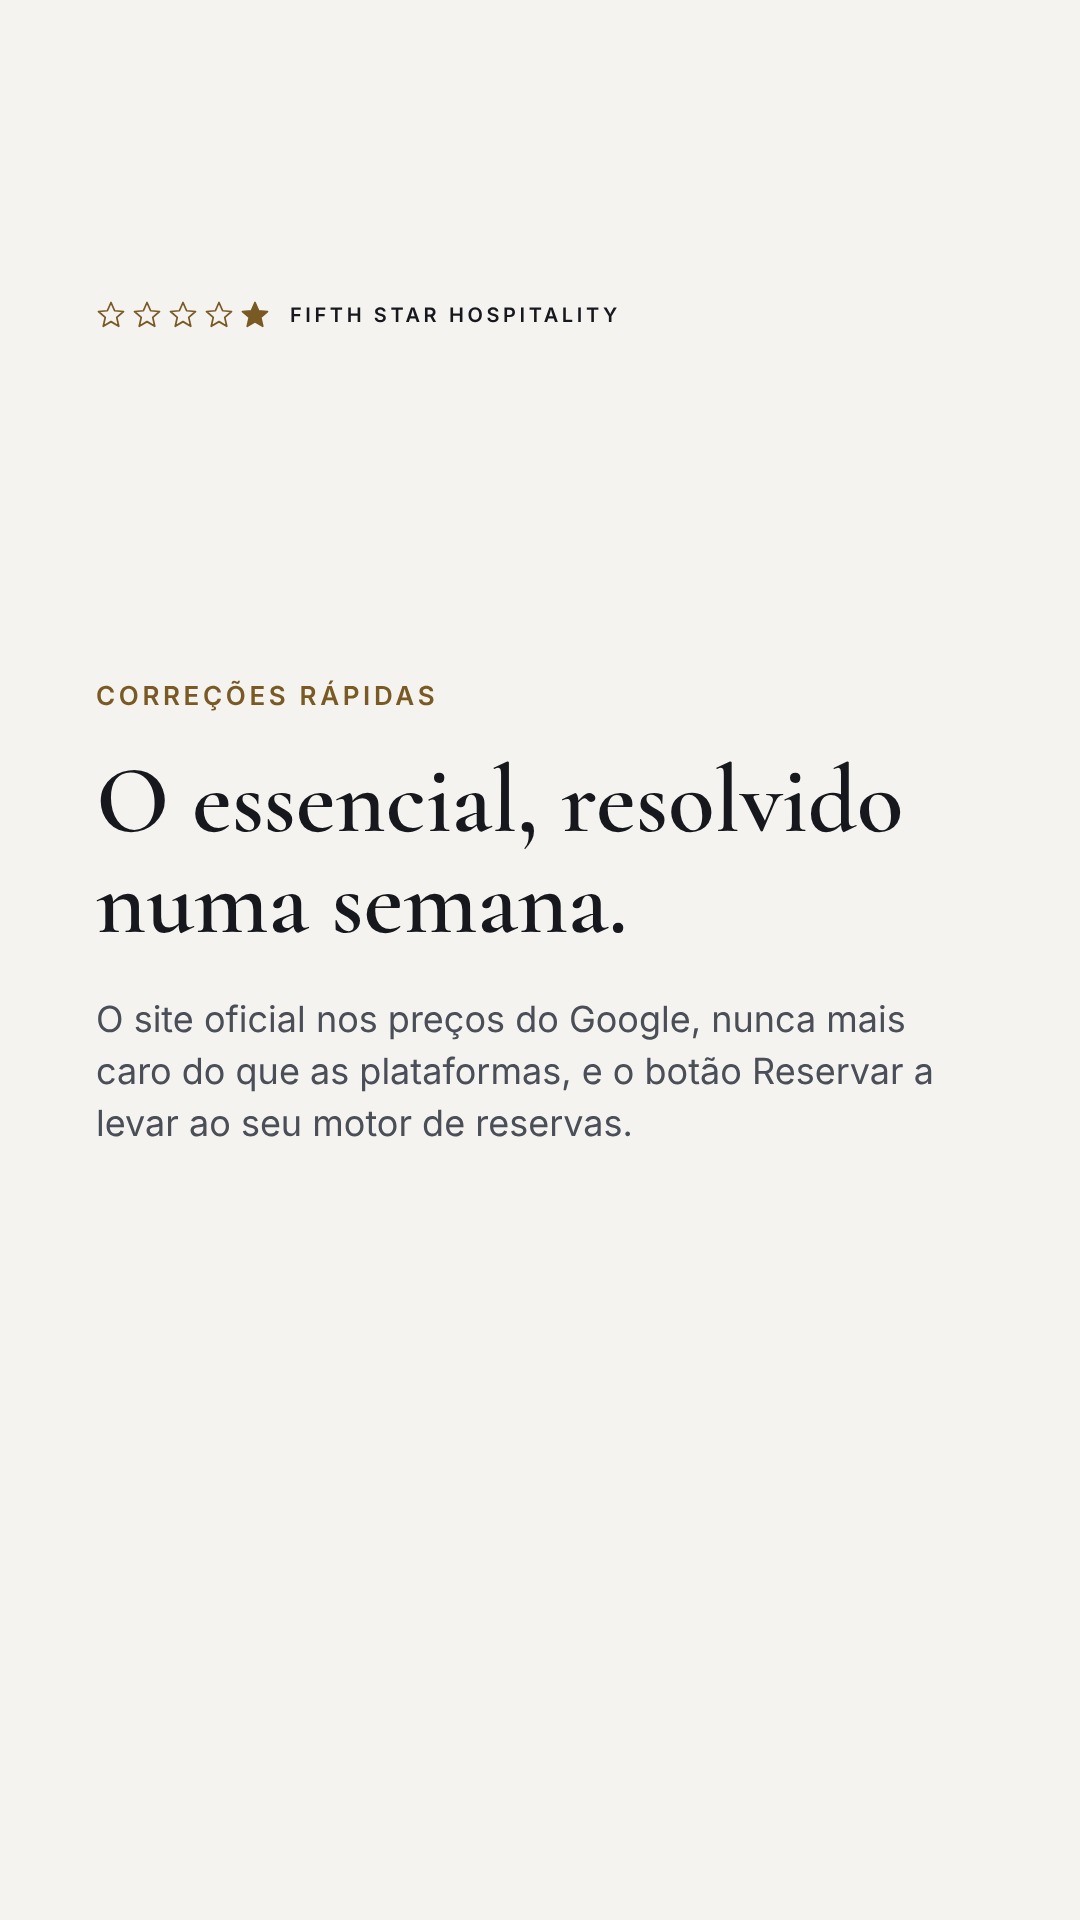 FIFTH STAR HOSPITALITY
CORREÇÕES RÁPIDAS
O essencial, resolvido
numa semana.
O site oficial nos preços do Google, nunca mais
caro do que as plataformas, e o botão Reservar a
levar ao seu motor de reservas.